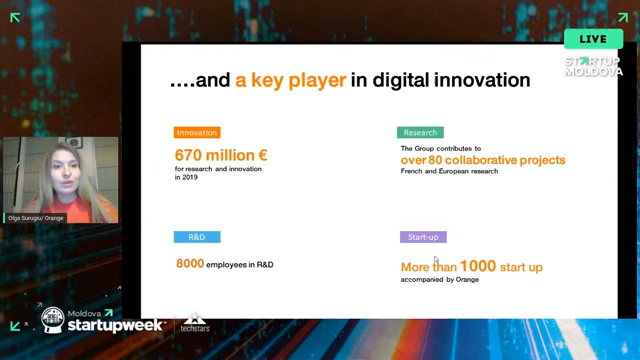 LIVE
STARTUP
MOLDOVA
....and a key player in digital innovation
Innovation
670 million €
for research and innovation
in 2019
Research
The Group contributes to
over 80 collaborative projects
French and European research
Olga Surugiu/ Orange
R&D
8000 employees in R&D
Start-up
More than 1000 start up
accompanied by Orange
Moldova
startupweek
techstars